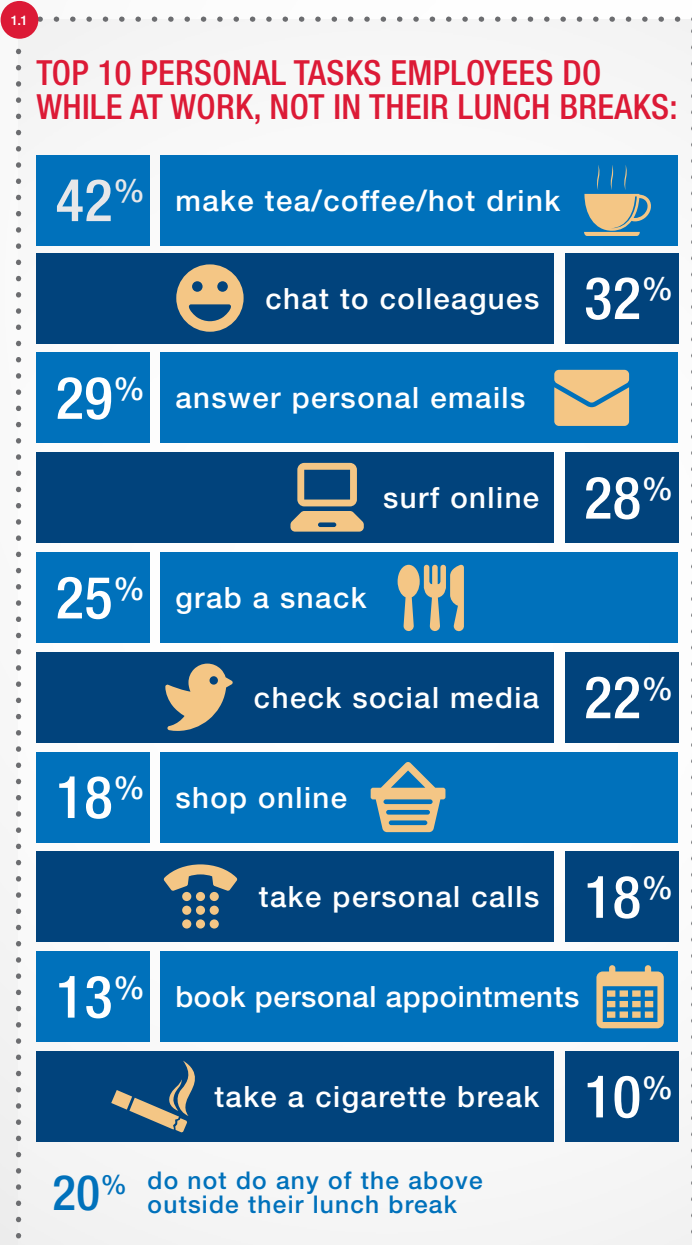 1.1
TOP 10 PERSONAL TASKS EMPLOYEES DO
WHILE AT WORK, NOT IN THEIR LUNCH BREAKS:
42% make tea/coffee/hot drink
chat to colleagues 32%
29% answer personal emails
surf online 28%
25% grab a snack
check social media 22%
18% shop online
take personal calls 18%
13% book personal appointments
take a cigarette break 10%
20% do not do any of the above
outside their lunch break